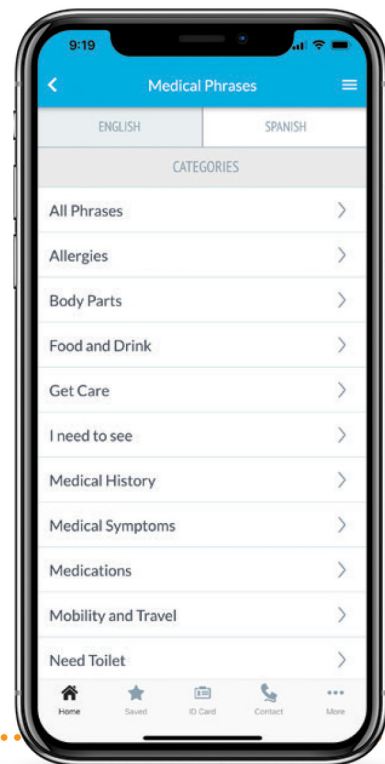 9:19
Medical Phrases
ENGLISH SPANISH
CATEGORIES
All Phrases
Allergies
Body Parts
Food and Drink
Get Care
I need to see
Medical History
Medical Symptoms
Medications
Mobility and Travel
Need Toilet
Home Saved ID Card Contact More